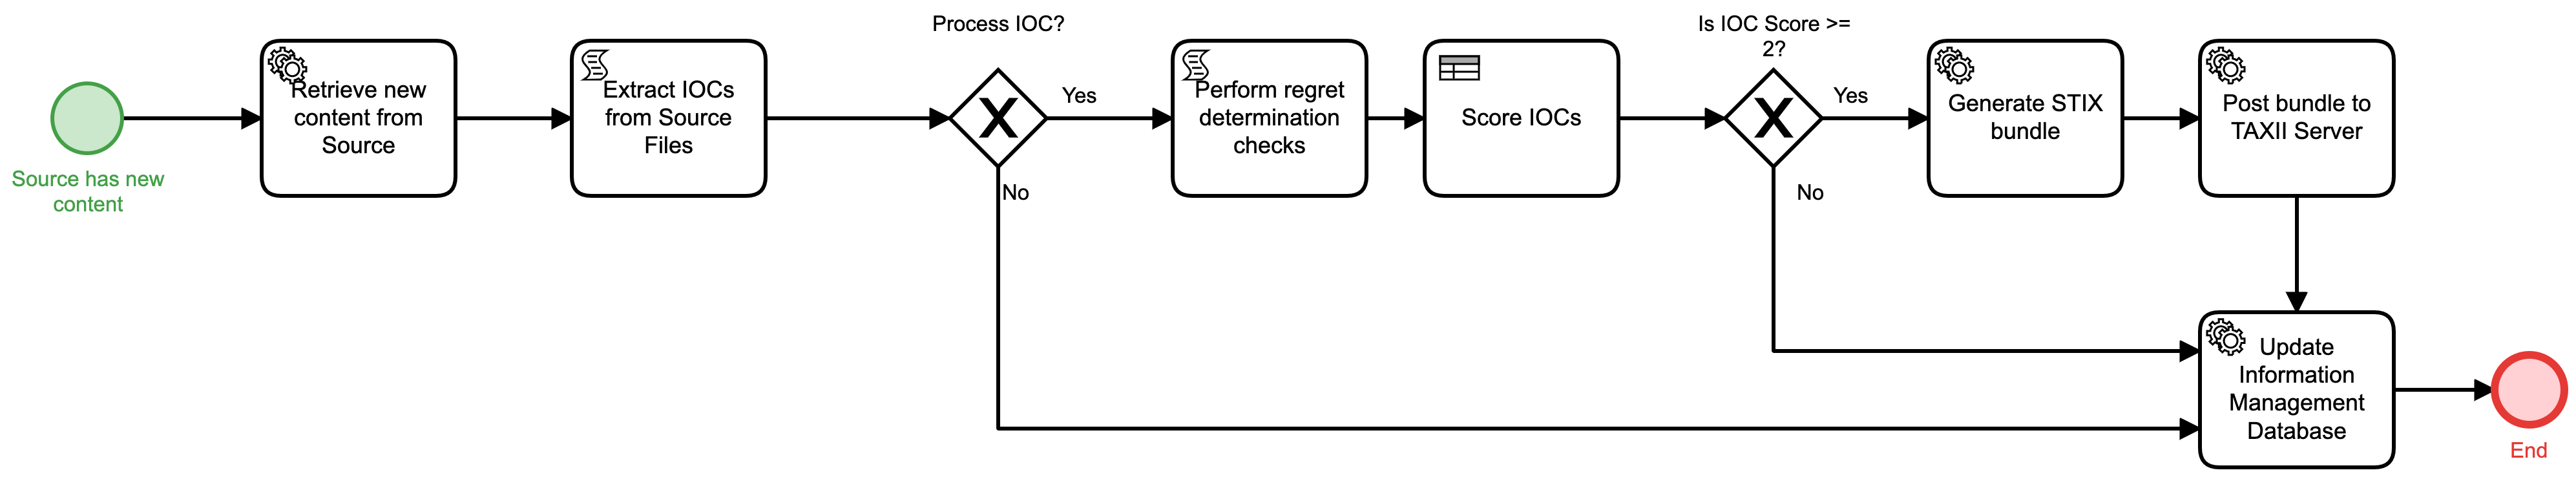 Source has new
content
Retrieve new
content from
Source
Extract IOCs
from Source
Files
Process IOC?
Yes
No
Perform regret
determination
checks
Score IOCs
Is IOC Score >=
2?
Yes
No
Generate STIX
bundle
Post bundle to
TAXII Server
Update
Information
Management
Database
End